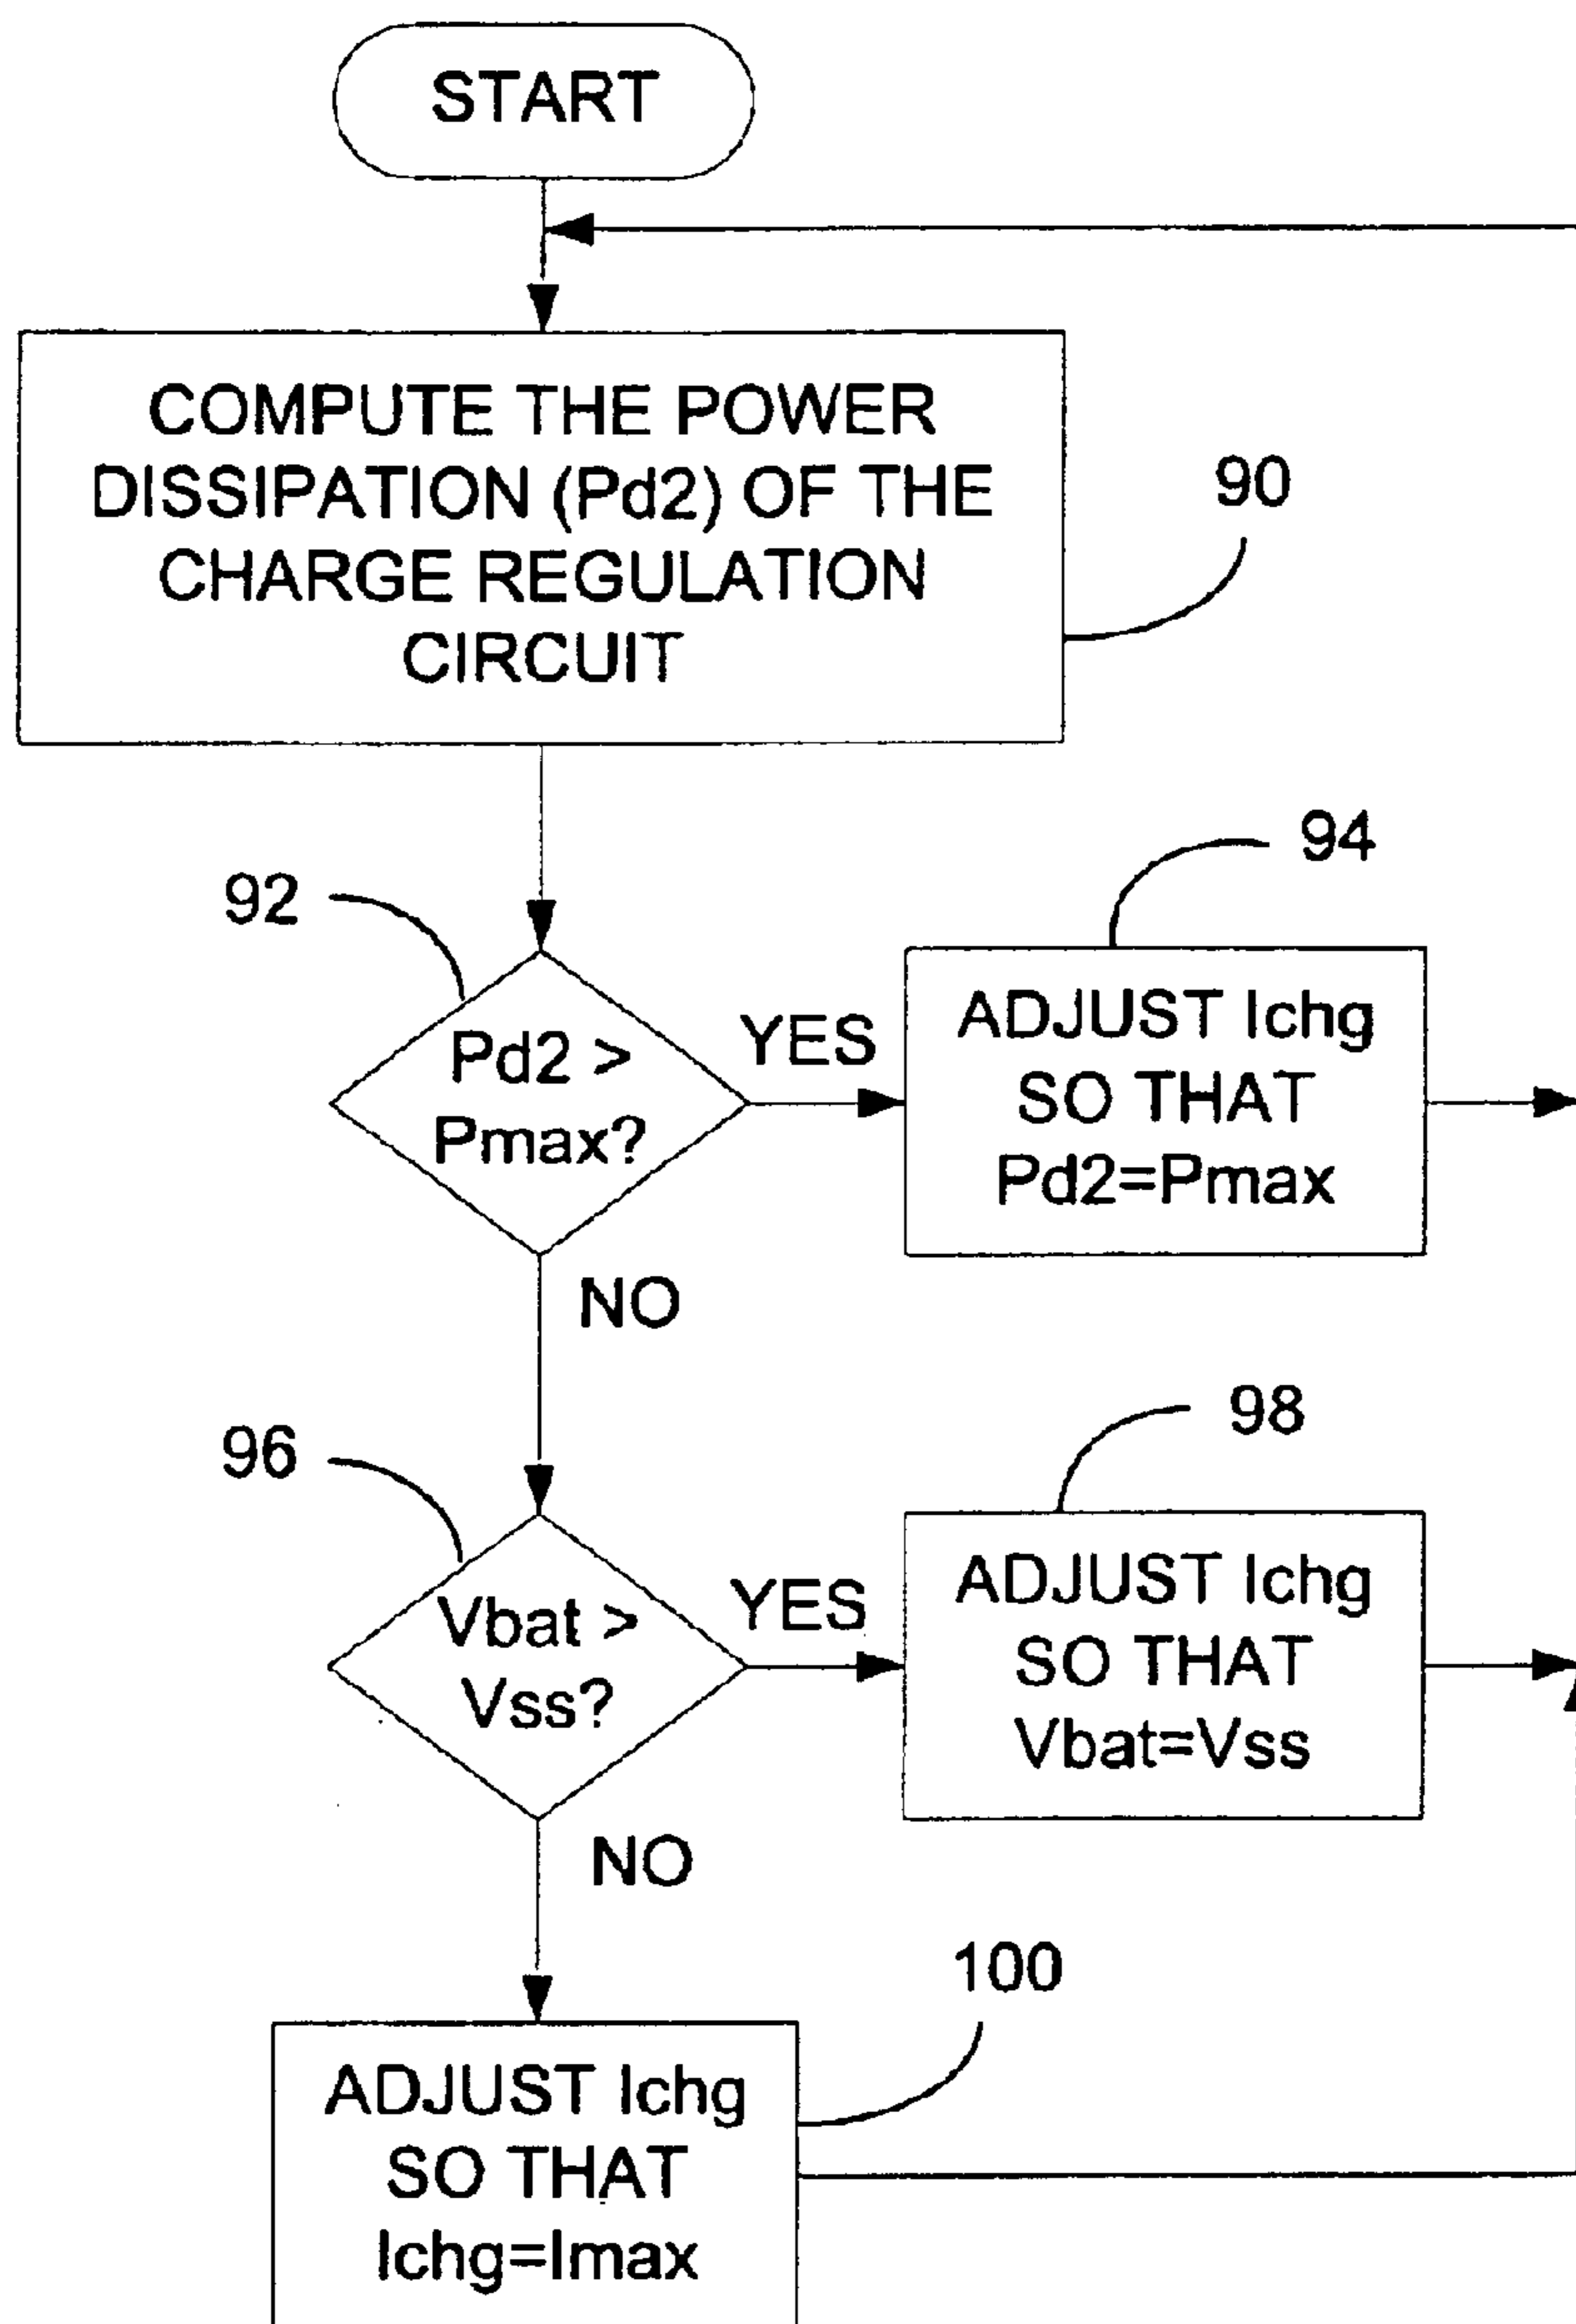 START
COMPUTE THE POWER
DISSIPATION (Pd2) OF THE
CHARGE REGULATION
CIRCUIT
90
92
94
Pd2 >
Pmax?
YES
ADJUST Ichg
SO THAT
Pd2=Pmax
NO
96
98
Vbat >
Vss?
YES
ADJUST Ichg
SO THAT
Vbat=Vss
NO
100
ADJUST Ichg
SO THAT
Ichg=Imax